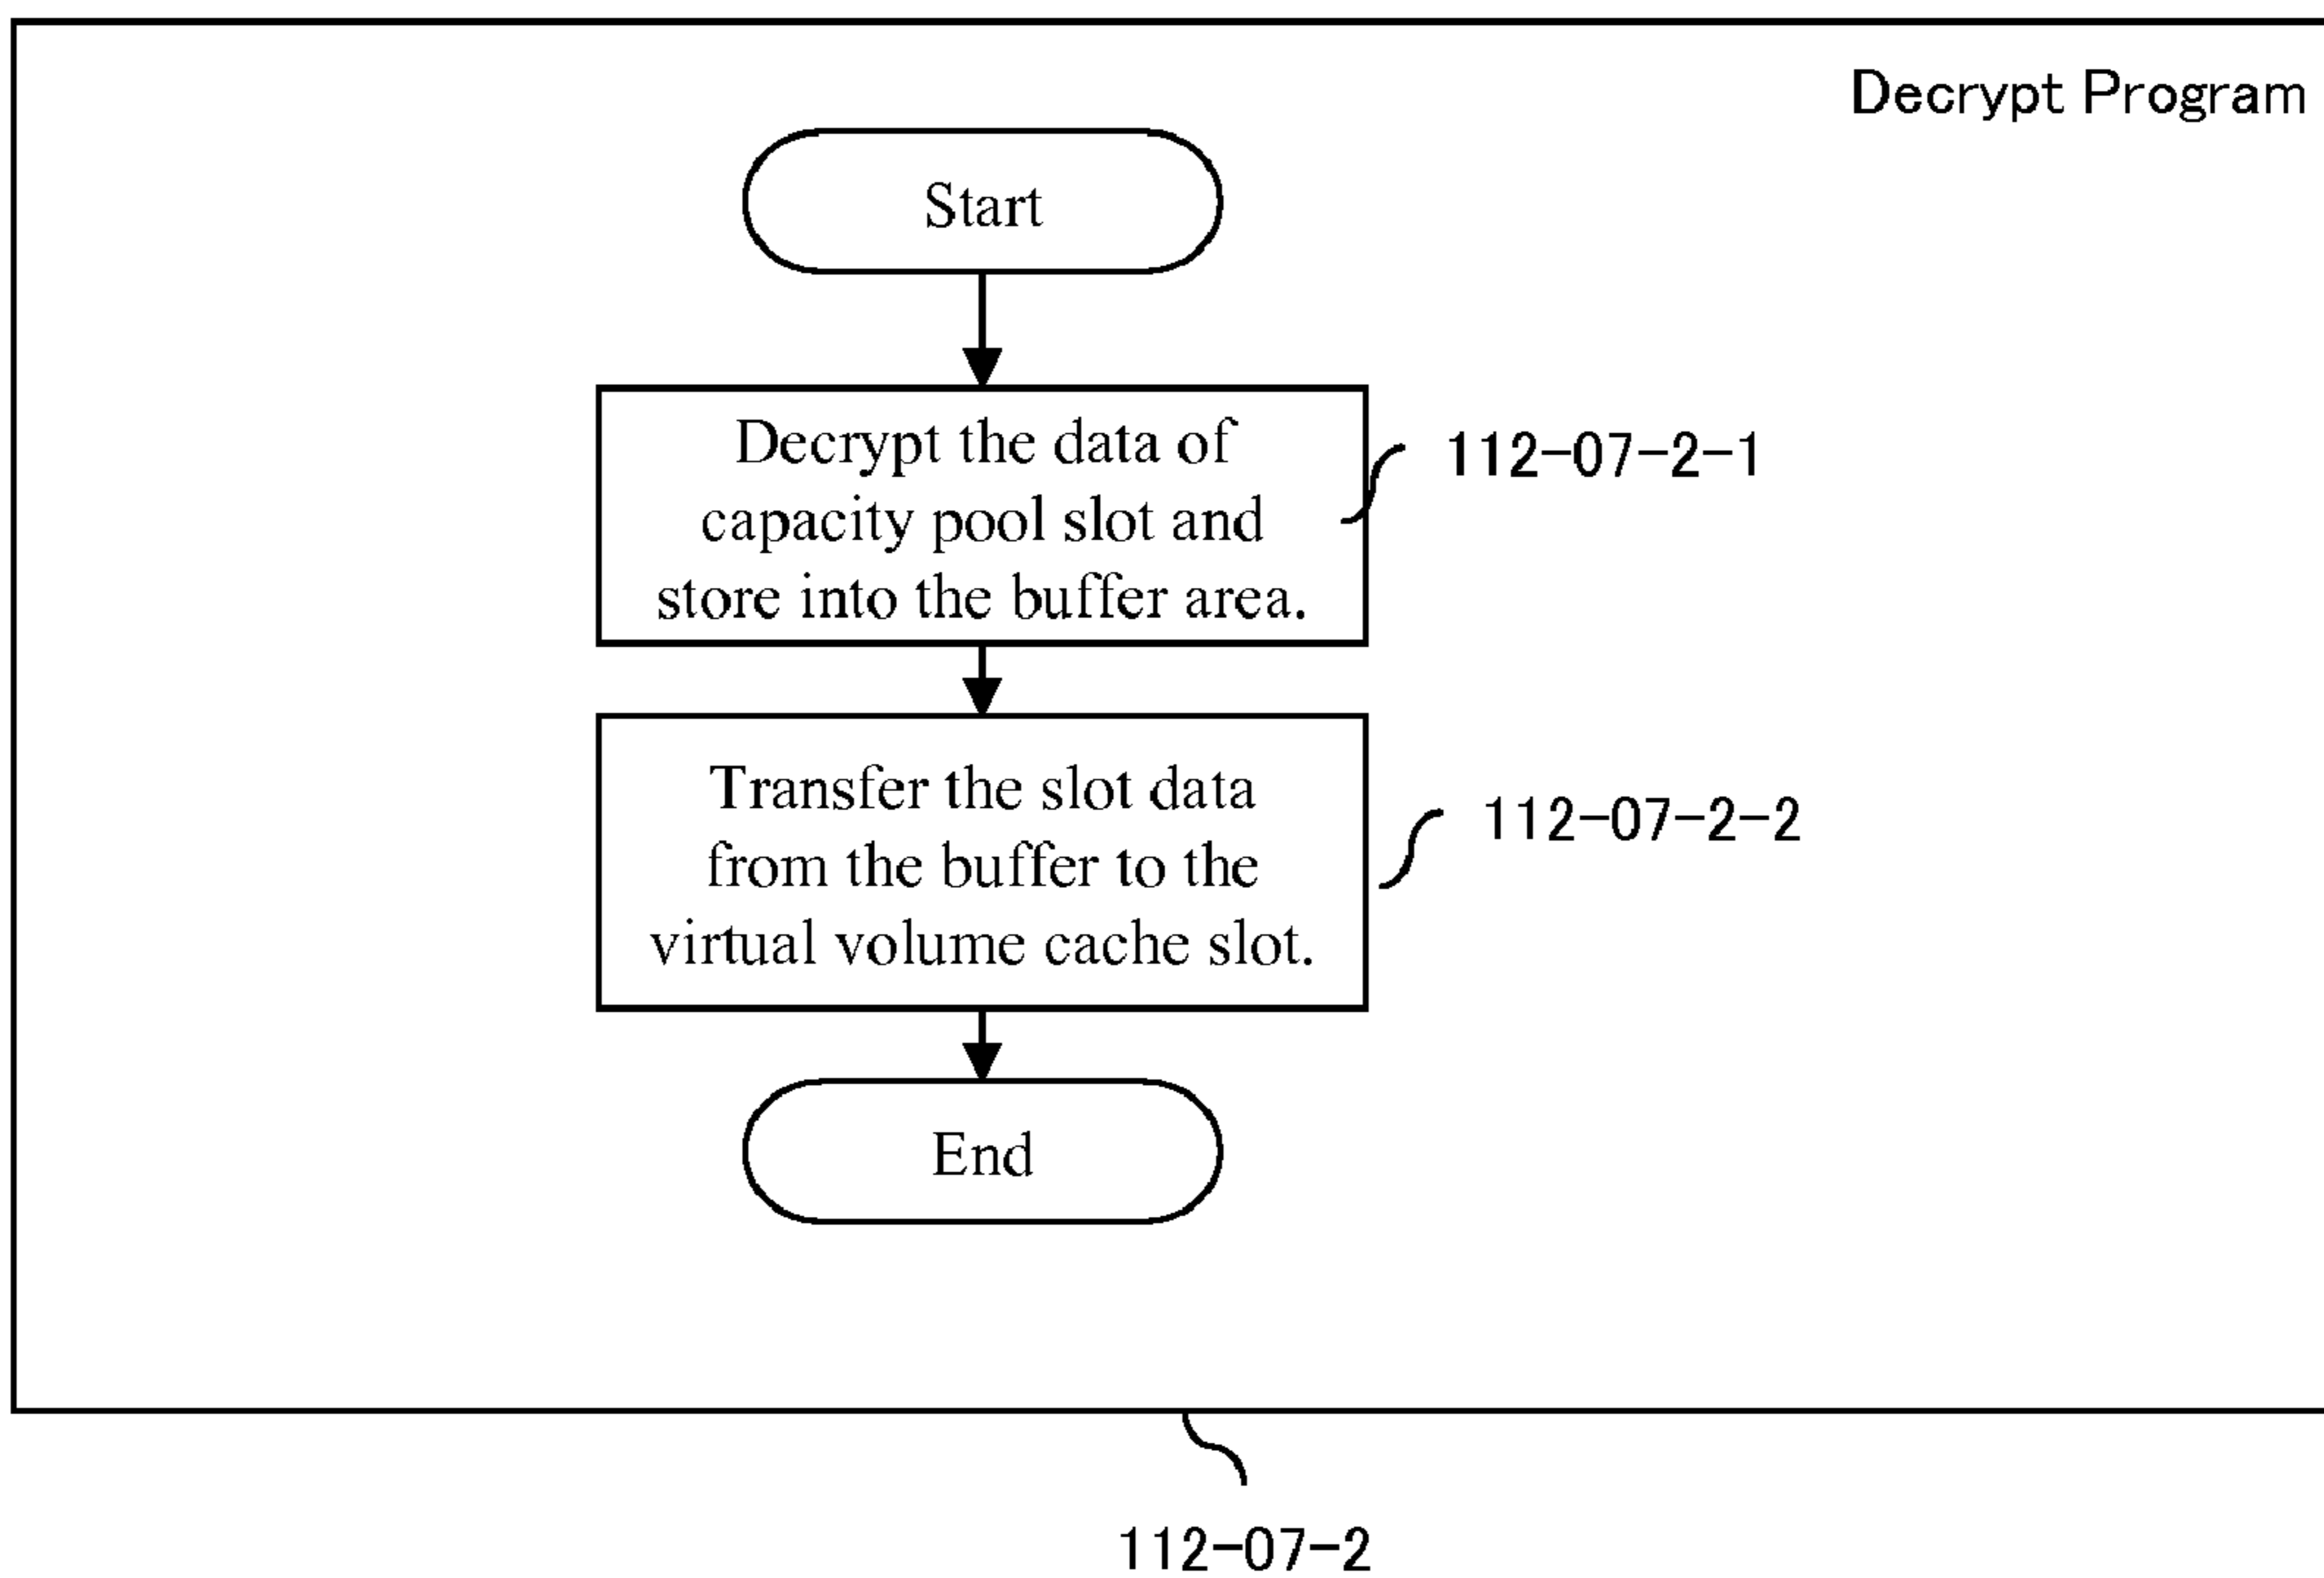 Decrypt Program
Start
Decrypt the data of
capacity pool slot and
store into the buffer area.
112-07-2-1
Transfer the slot data
from the buffer to the
virtual volume cache slot.
112-07-2-2
End
112-07-2